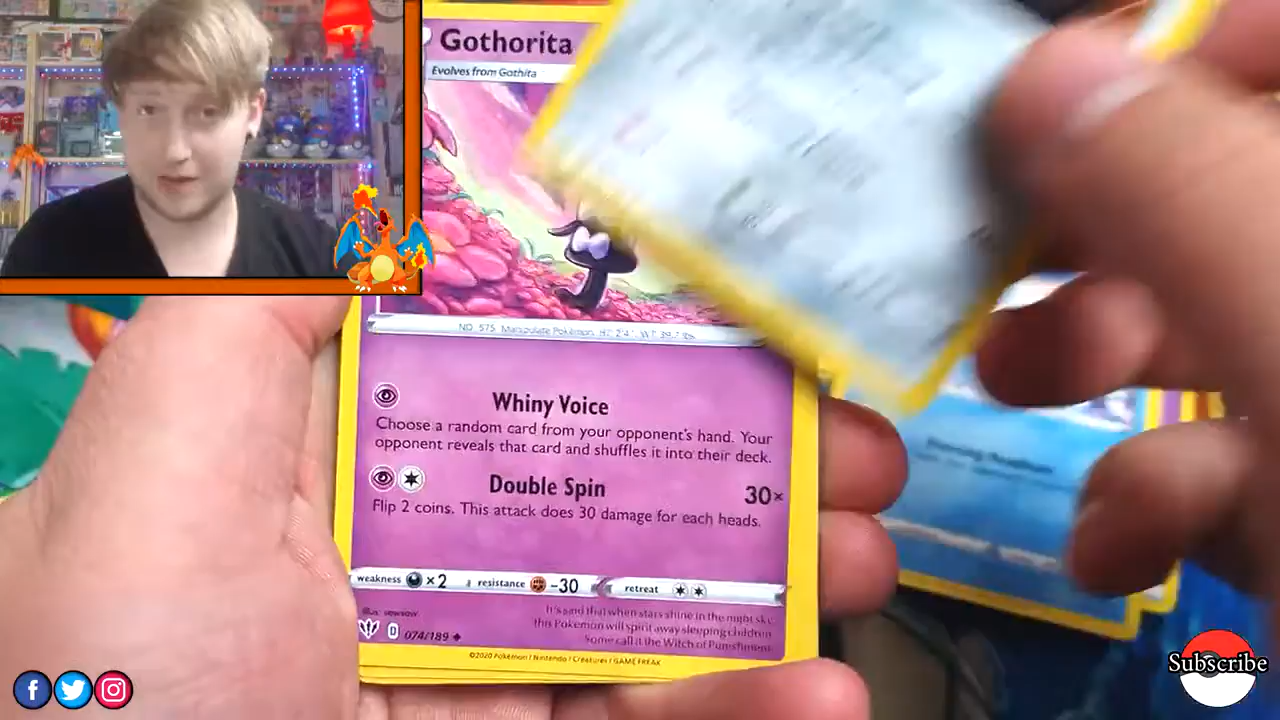 Gothorita
Evolves from Gothita
NO. 575 Manipulate Pokémon HT: 2'4" WT: 39.7 lbs.
Whiny Voice
Choose a random card from your opponent's hand. Your
opponent reveals that card and shuffles it into their deck.
Double Spin 30×
Flip 2 coins. This attack does 30 damage for each heads.
weakness ×2 resistance -30 retreat
illus. sowsow
D 074/189
It's said that when stars shine in the night sky,
this Pokémon will spirit away sleeping children.
Some call it the Witch of Punishment.
©2020 Pokémon / Nintendo / Creatures / GAME FREAK
Subscribe